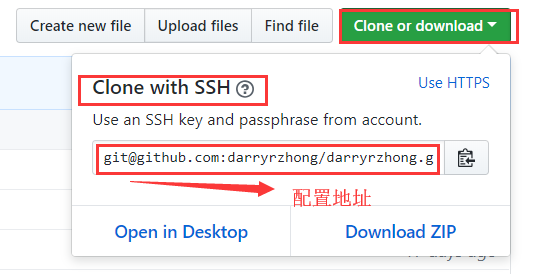 Create new file Upload files Find file Clone or download
Clone with SSH
Use HTTPS
Use an SSH key and passphrase from account.
git@github.com:darryrzhong/darryrzhong.g
配置地址
Open in Desktop Download ZIP
days ago